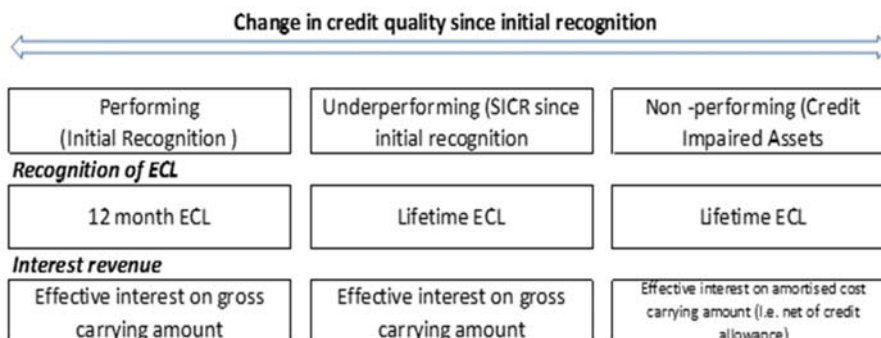 Change in credit quality since initial recognition
Performing
(Initial Recognition )
Underperforming (SICR since
initial recognition
Non -performing (Credit
Impaired Assets
Recognition of ECL
12 month ECL
Lifetime ECL
Lifetime ECL
Interest revenue
Effective interest on gross
carrying amount
Effective interest on gross
carrying amount
Effective interest on amortised cost
carrying amount (I.e. net of credit
allowance)